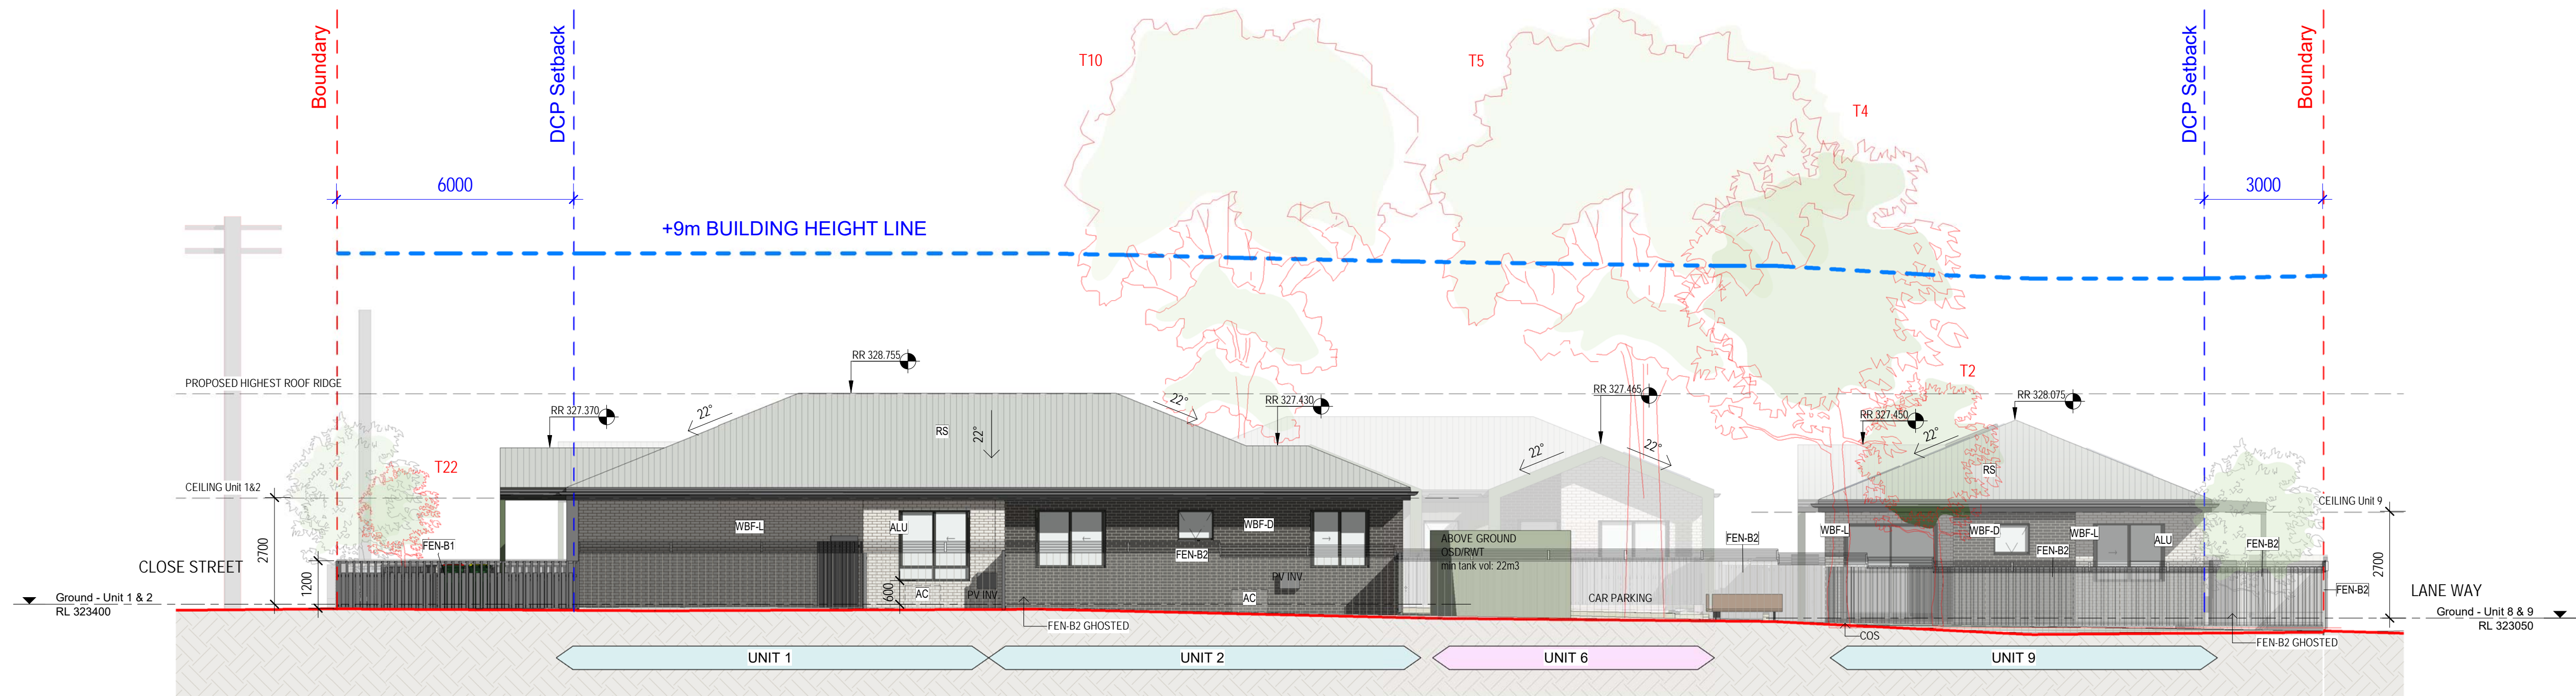 Boundary
DCP Setback
T10
T5
T4
DCP Setback
Boundary
6000
3000
+9m BUILDING HEIGHT LINE
RR 328.755
PROPOSED HIGHEST ROOF RIDGE
RR 327.370
22°
RS
22°
22°
RR 327.430
RR 327.465
22°
22°
T2
RR 328.075
RR 327.450
22°
RS
T22
CEILING Unit 1&2
CEILING Unit 9
2700
1200
FEN-B1
WBF-L
ALU
600
AC
PV INV.
WBF-D
FEN-B2
PV INV.
AC
ABOVE GROUND
OSD/RWT
min tank vol: 22m3
CAR PARKING
FEN-B2
WBF-L
WBF-D
FEN-B2
WBF-L
ALU
FEN-B2
2700
FEN-B2
CLOSE STREET
LANE WAY
Ground - Unit 1 & 2
RL 323400
Ground - Unit 8 & 9
RL 323050
FEN-B2 GHOSTED
COS
FEN-B2 GHOSTED
UNIT 1
UNIT 2
UNIT 6
UNIT 9